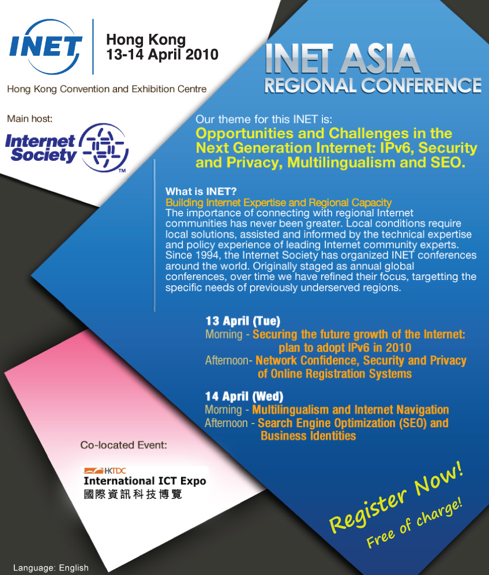 INET
Hong Kong
13-14 April 2010
Hong Kong Convention and Exhibition Centre
INET ASIA
REGIONAL CONFERENCE
Main host:
Internet
Society
TM
Our theme for this INET is:
Opportunities and Challenges in the
Next Generation Internet: IPv6, Security
and Privacy, Multilingualism and SEO.
What is INET?
Building Internet Expertise and Regional Capacity
The importance of connecting with regional Internet
communities has never been greater. Local conditions require
local solutions, assisted and informed by the technical expertise
and policy experience of leading Internet community experts.
Since 1994, the Internet Society has organized INET conferences
around the world. Originally staged as annual global
conferences, over time we have refined their focus, targetting the
specific needs of previously underserved regions.
13 April (Tue)
Morning - Securing the future growth of the Internet:
plan to adopt IPv6 in 2010
Afternoon- Network Confidence, Security and Privacy
of Online Registration Systems
14 April (Wed)
Morning - Multilingualism and Internet Navigation
Afternoon - Search Engine Optimization (SEO) and
Business Identities
Co-located Event:
HKTDC
International ICT Expo
國際資訊科技博覽
Register Now!
Free of charge!
Language: English